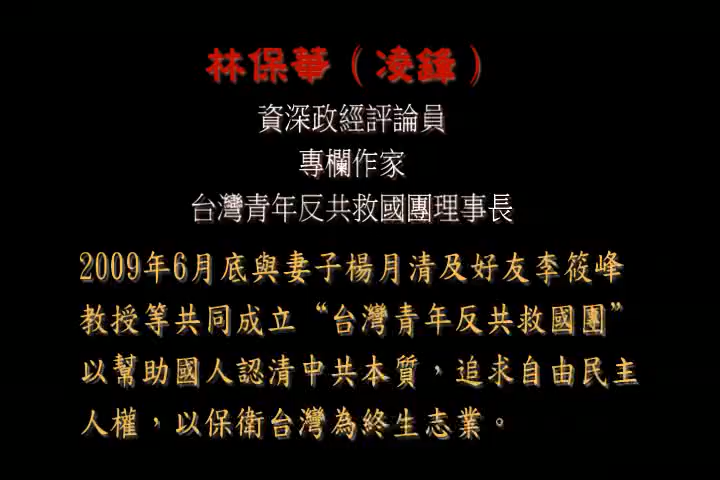 林保華（凌鋒）
資深政經評論員
專欄作家
台灣青年反共救國團理事長
2009年6月底與妻子楊月清及好友李筱峰
教授等共同成立“台灣青年反共救國團”
以幫助國人認清中共本質，追求自由民主
人權，以保衛台灣為終生志業。